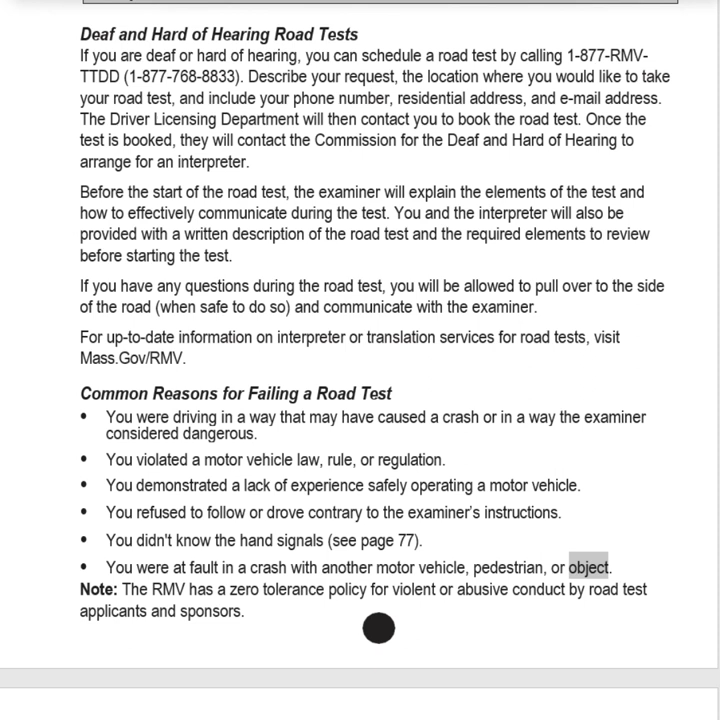 Deaf and Hard of Hearing Road Tests
If you are deaf or hard of hearing, you can schedule a road test by calling 1-877-RMV-
TTDD (1-877-768-8833). Describe your request, the location where you would like to take
your road test, and include your phone number, residential address, and e-mail address.
The Driver Licensing Department will then contact you to book the road test. Once the
test is booked, they will contact the Commission for the Deaf and Hard of Hearing to
arrange for an interpreter.
Before the start of the road test, the examiner will explain the elements of the test and
how to effectively communicate during the test. You and the interpreter will also be
provided with a written description of the road test and the required elements to review
before starting the test.
If you have any questions during the road test, you will be allowed to pull over to the side
of the road (when safe to do so) and communicate with the examiner.
For up-to-date information on interpreter or translation services for road tests, visit
Mass.Gov/RMV.
Common Reasons for Failing a Road Test
• You were driving in a way that may have caused a crash or in a way the examiner
considered dangerous.
• You violated a motor vehicle law, rule, or regulation.
• You demonstrated a lack of experience safely operating a motor vehicle.
• You refused to follow or drove contrary to the examiner's instructions.
• You didn't know the hand signals (see page 77).
• You were at fault in a crash with another motor vehicle, pedestrian, or object.
Note: The RMV has a zero tolerance policy for violent or abusive conduct by road test
applicants and sponsors.